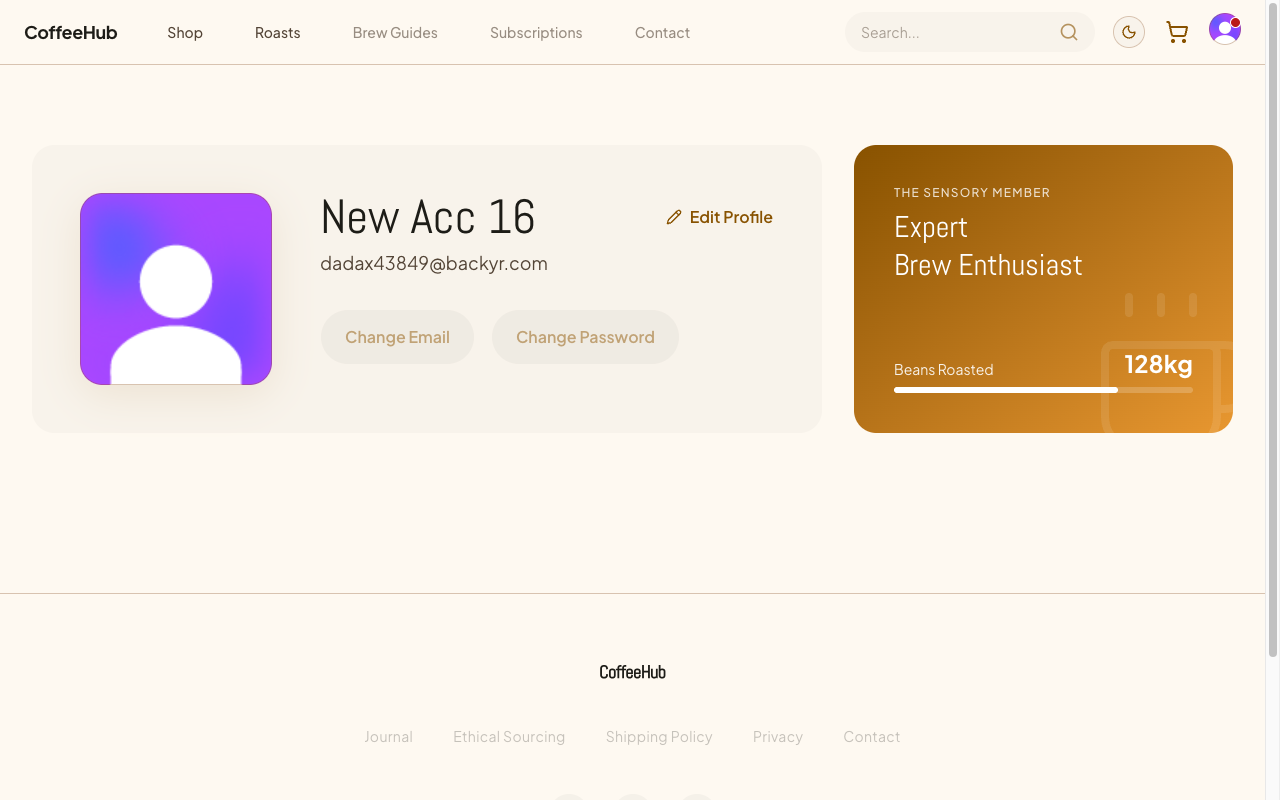 CoffeeHub Shop Roasts Brew Guides Subscriptions Contact Search...
New Acc 16
Edit Profile
dadax43849@backyr.com
Change Email Change Password
THE SENSORY MEMBER
Expert
Brew Enthusiast
Beans Roasted 128kg
CoffeeHub
Journal Ethical Sourcing Shipping Policy Privacy Contact